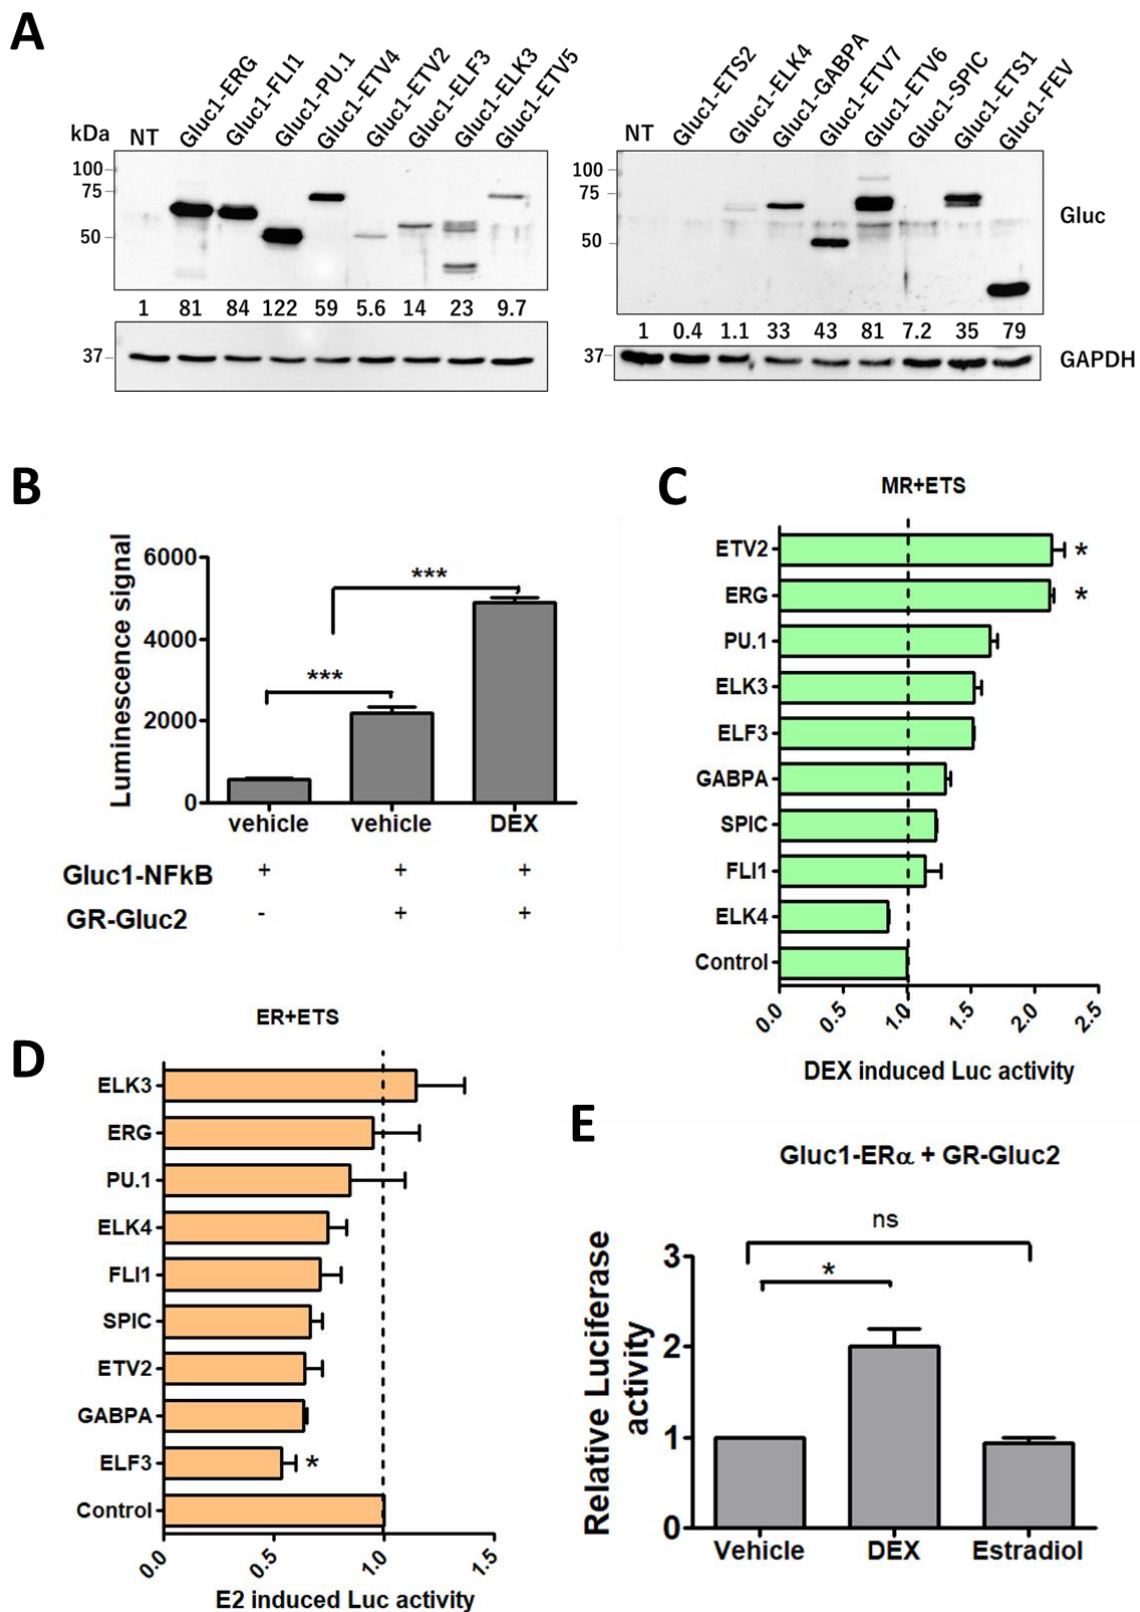 A
kDa NT Gluc1-ERG Gluc1-FLI1 Gluc1-PU.1 Gluc1-ETV4 Gluc1-ETV2 Gluc1-ELF3 Gluc1-ELK3 Gluc1-ETV5
100
75
50
1 81 84 122 59 5.6 14 23 9.7
37
NT Gluc1-ETS2 Gluc1-ELK4 Gluc1-GABPA Gluc1-ETV7 Gluc1-ETV6 Gluc1-SPIC Gluc1-ETS1 Gluc1-FEV
100
75
50
Gluc
1 0.4 1.1 33 43 81 7.2 35 79
37
GAPDH
B
Luminescence signal
6000
4000
2000
0
***
***
vehicle vehicle DEX
Gluc1-NFkB + + +
GR-Gluc2 - + +
C
MR+ETS
ETV2 *
ERG *
PU.1
ELK3
ELF3
GABPA
SPIC
FLI1
ELK4
Control
0.0 0.5 1.0 1.5 2.0 2.5
DEX induced Luc activity
D
ER+ETS
ELK3
ERG
PU.1
ELK4
FLI1
SPIC
ETV2
GABPA
ELF3 *
Control
0.0 0.5 1.0 1.5
E2 induced Luc activity
E
Gluc1-ERα + GR-Gluc2
Relative Luciferase
activity
3
2
1
0
ns
*
Vehicle DEX Estradiol